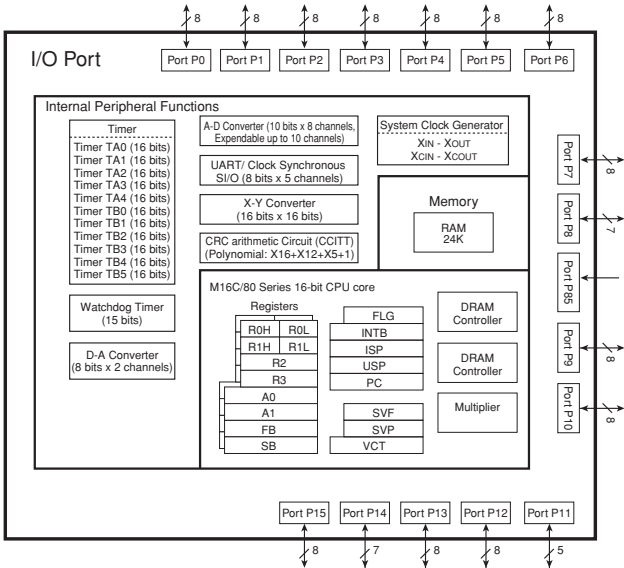 8 8 8 8 8 8 8
I/O Port
Port P0 Port P1 Port P2 Port P3 Port P4 Port P5 Port P6
Internal Peripheral Functions
Timer
Timer TA0 (16 bits)
Timer TA1 (16 bits)
Timer TA2 (16 bits)
Timer TA3 (16 bits)
Timer TA4 (16 bits)
Timer TB0 (16 bits)
Timer TB1 (16 bits)
Timer TB2 (16 bits)
Timer TB3 (16 bits)
Timer TB4 (16 bits)
Timer TB5 (16 bits)
Watchdog Timer
(15 bits)
D-A Converter
(8 bits x 2 channels)
A-D Converter (10 bits x 8 channels,
Expendable up to 10 channels)
UART/ Clock Synchronous
SI/O (8 bits x 5 channels)
X-Y Converter
(16 bits x 16 bits)
CRC arithmetic Circuit (CCITT)
(Polynomial: X16+X12+X5+1)
System Clock Generator
XIN - XOUT
XCIN - XCOUT
Memory
RAM
24K
M16C/80 Series 16-bit CPU core
Registers
R0H R0L
R1H R1L
R2
R3
A0
A1
FB
SB
FLG
INTB
ISP
USP
PC
SVF
SVP
VCT
DRAM
Controller
DRAM
Controller
Multiplier
Port P7
8
Port P8
7
Port P85
Port P9
8
Port P10
8
Port P15 Port P14 Port P13 Port P12 Port P11
8 7 8 8 5